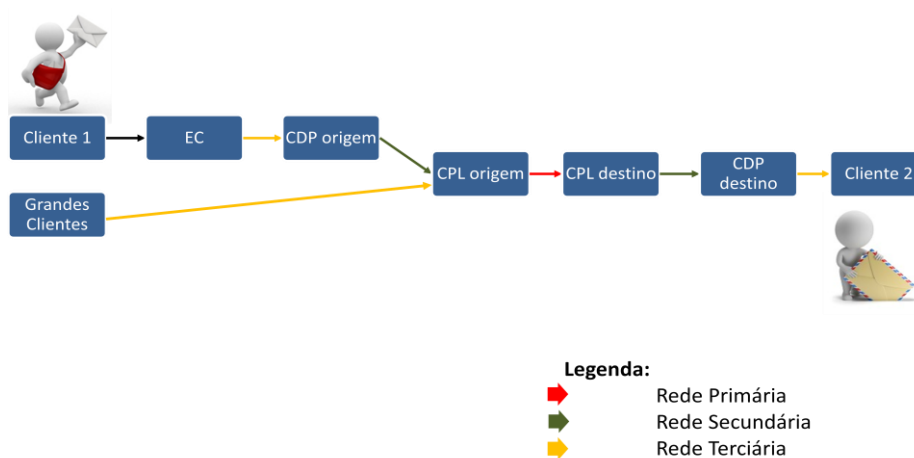 Cliente 1
EC
CDP origem
CPL origem
CPL destino
CDP
destino
Cliente 2
Grandes
Clientes
Legenda:
Rede Primária
Rede Secundária
Rede Terciária